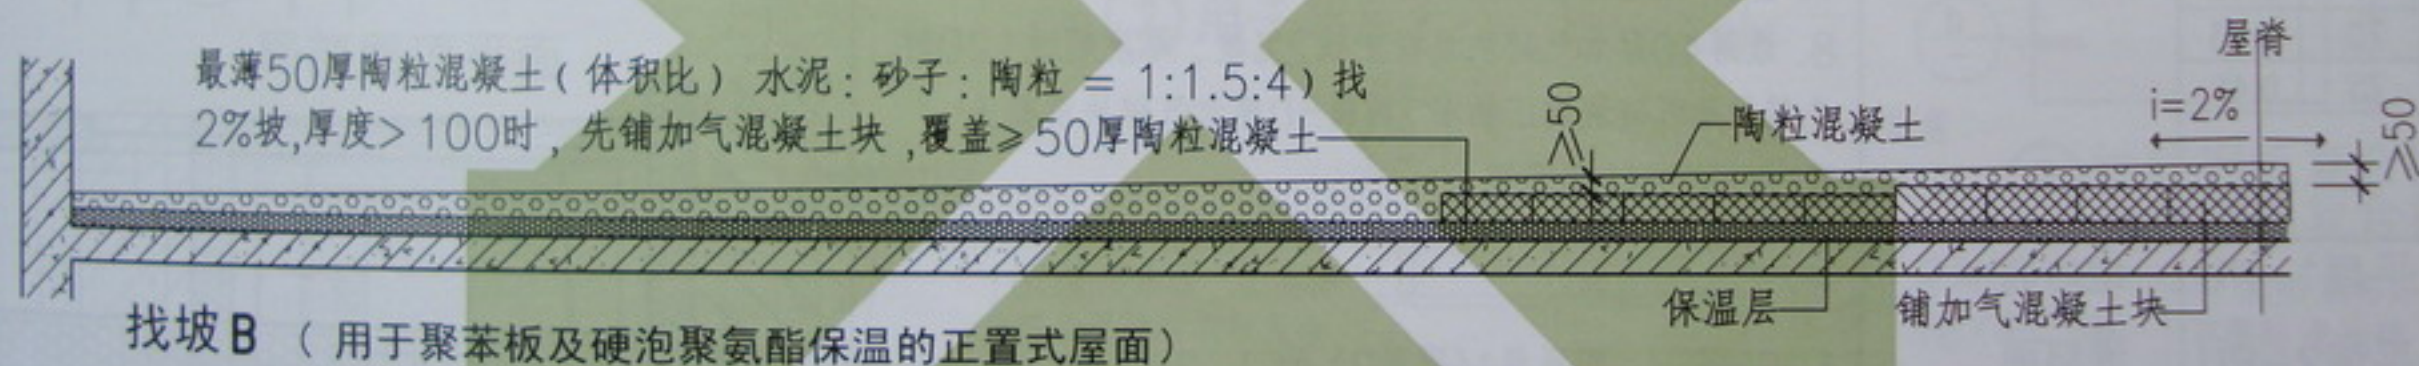 屋脊
最薄50厚陶粒混凝土(体积比) 水泥:砂子:陶粒 = 1:1.5:4)找
2%坡,厚度>100时,先铺加气混凝土块,覆盖≥50厚陶粒混凝土
≥50
陶粒混凝土
i=2%
≥50
保温层
铺加气混凝土块
找坡B (用于聚苯板及硬泡聚氨酯保温的正置式屋面)